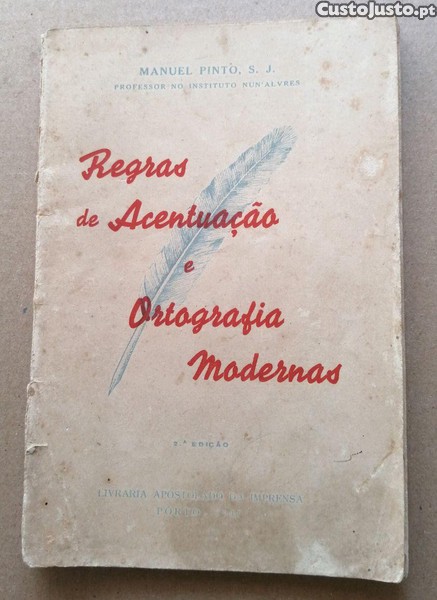 CustoJusto.pt
MANUEL PINTO, S. J.
PROFESSOR NO INSTITUTO NUN'ALVRES
Regras
de Acentuação
e
Ortografia
Modernas
EDIÇÃO
LIVRARIA APOSTOLADO DA IMPRENSA
PORTO